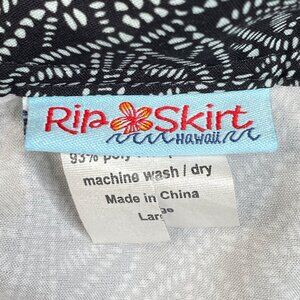 Rip Skirt
Hawaii
93% poly
machine wash / dry
Made in China
Large